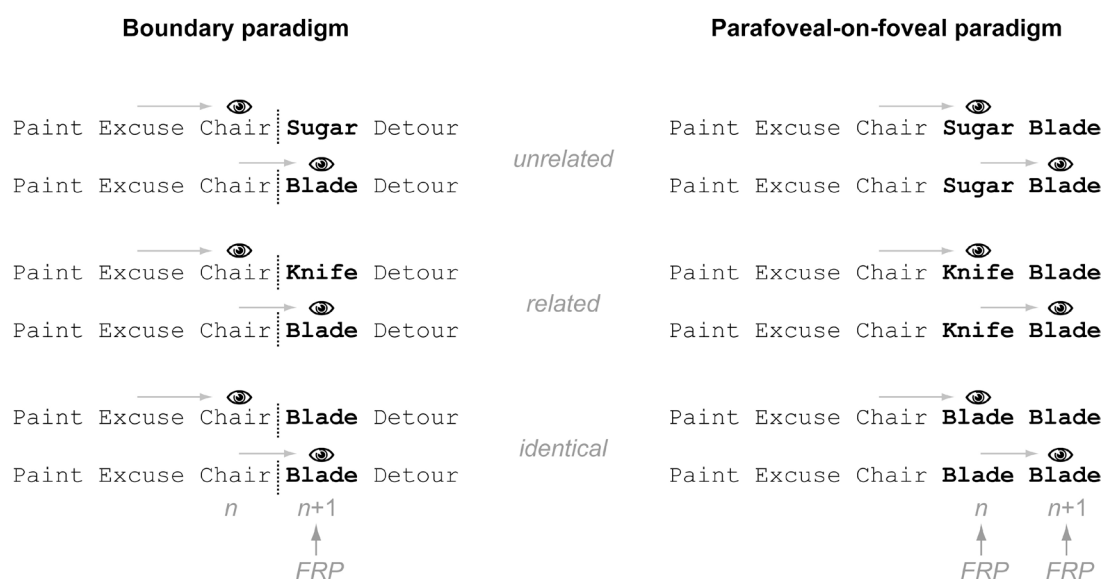 Boundary paradigm
Parafoveal-on-foveal paradigm
Paint Excuse Chair Sugar Detour
Paint Excuse Chair Sugar Blade
unrelated
Paint Excuse Chair Blade Detour
Paint Excuse Chair Sugar Blade
Paint Excuse Chair Knife Detour
Paint Excuse Chair Knife Blade
related
Paint Excuse Chair Blade Detour
Paint Excuse Chair Knife Blade
Paint Excuse Chair Blade Detour
Paint Excuse Chair Blade Blade
identical
Paint Excuse Chair Blade Detour
Paint Excuse Chair Blade Blade
n n+1
n n+1
FRP
FRP FRP